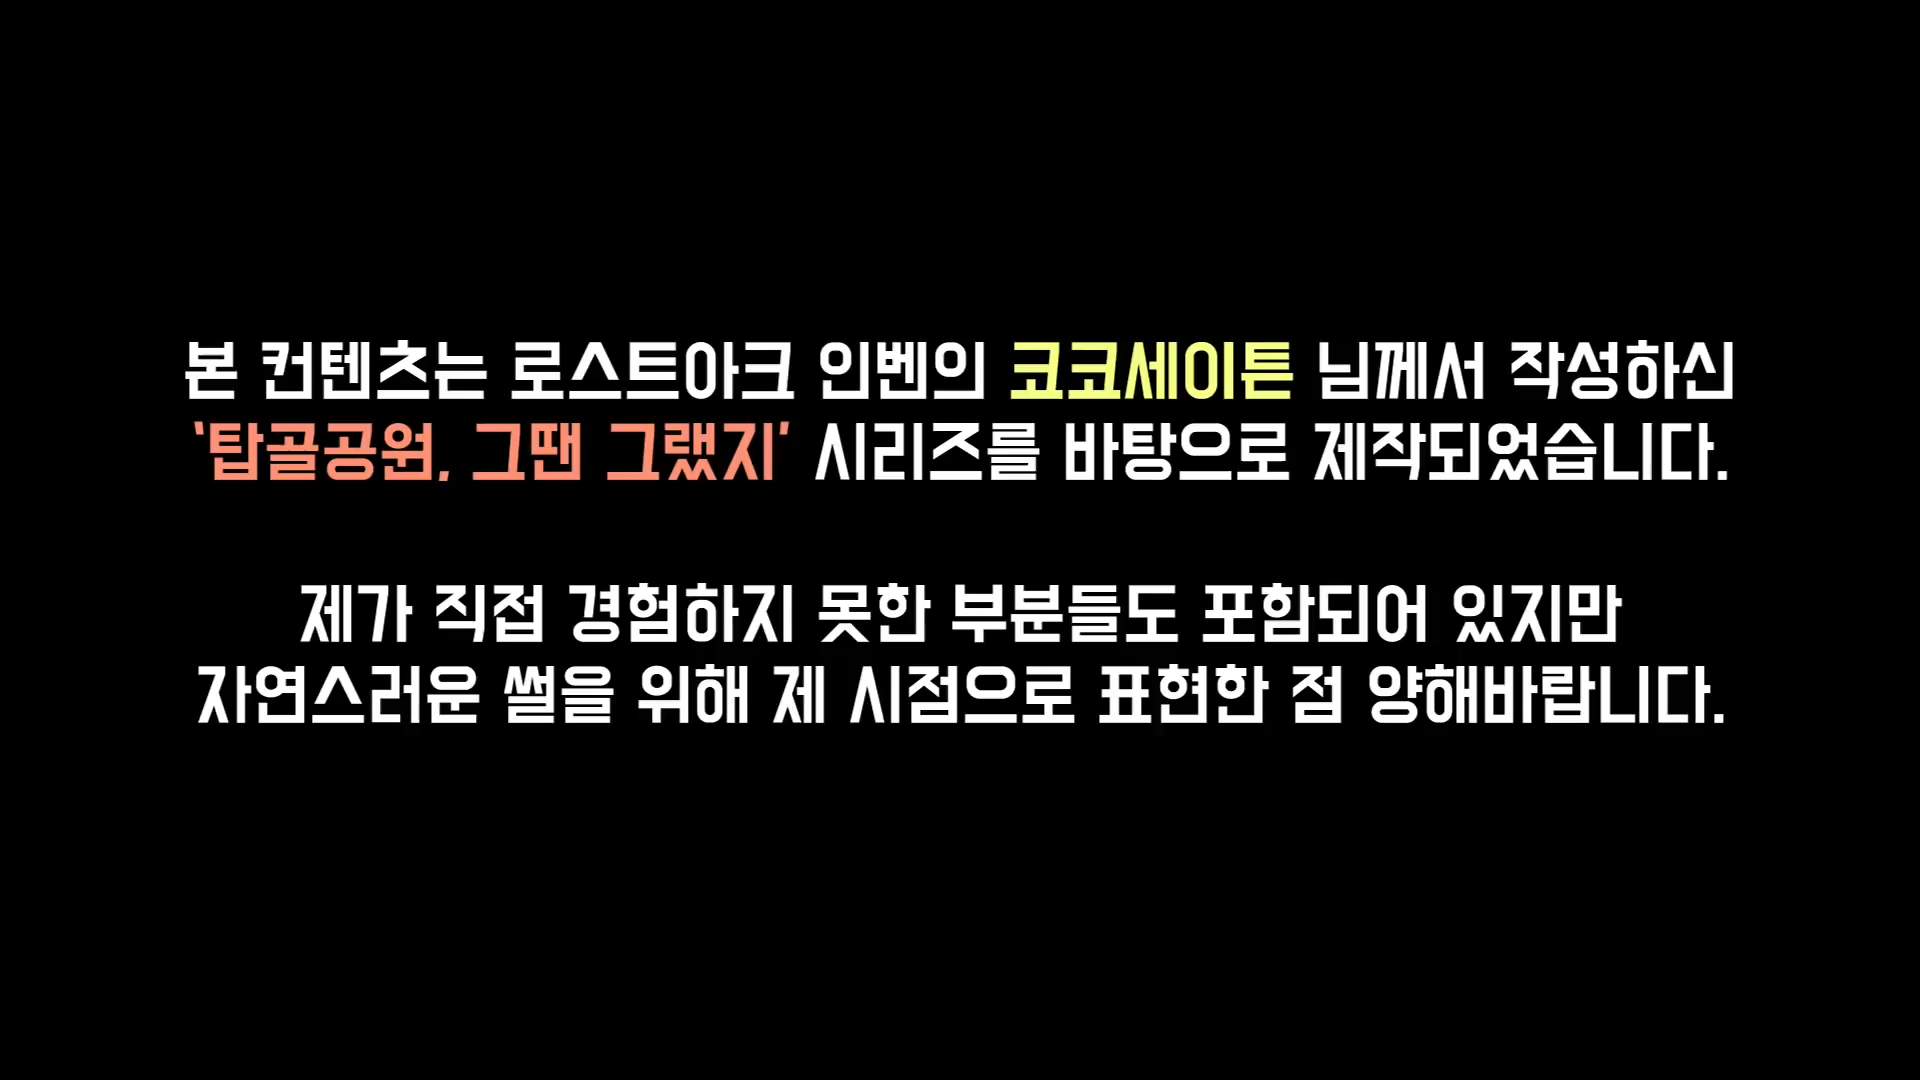 본 컨텐츠는 로스트아크 인벤의 코코세이튼 님께서 작성하신
‘탑골공원, 그땐 그랬지’ 시리즈를 바탕으로 제작되었습니다.
제가 직접 경험하지 못한 부분들도 포함되어 있지만
자연스러운 썰을 위해 제 시점으로 표현한 점 양해바랍니다.